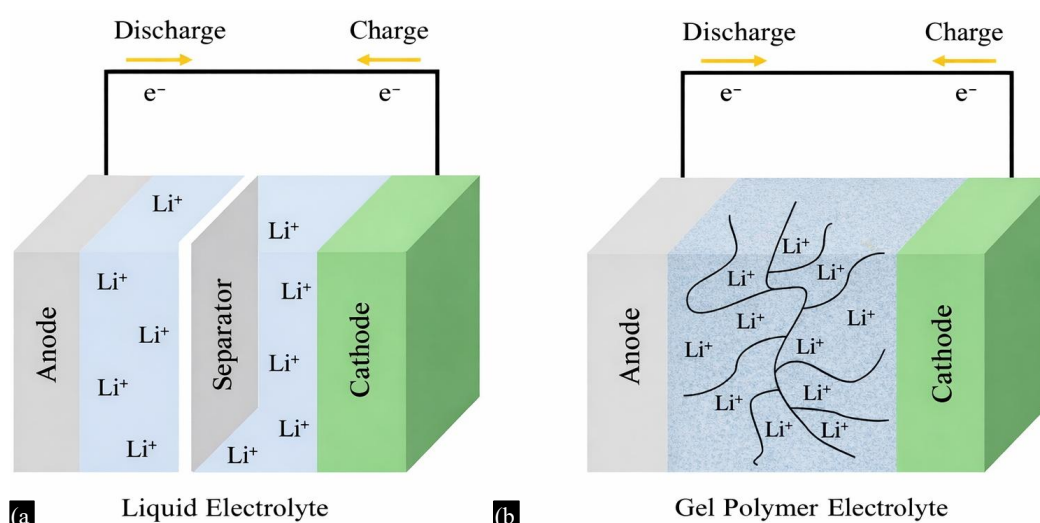 Discharge
Charge
e⁻
e⁻
Li⁺
Li⁺
Li⁺
Li⁺
Li⁺
Li⁺
Li⁺
Li⁺
Li⁺
Li⁺
Li⁺
Anode
Separator
Cathode
(a
Liquid Electrolyte
Discharge
Charge
e⁻
e⁻
Li⁺
Li⁺
Li⁺
Li⁺
Li⁺
Li⁺
Li⁺
Li⁺
Li⁺
Li⁺
Anode
Cathode
(b
Gel Polymer Electrolyte